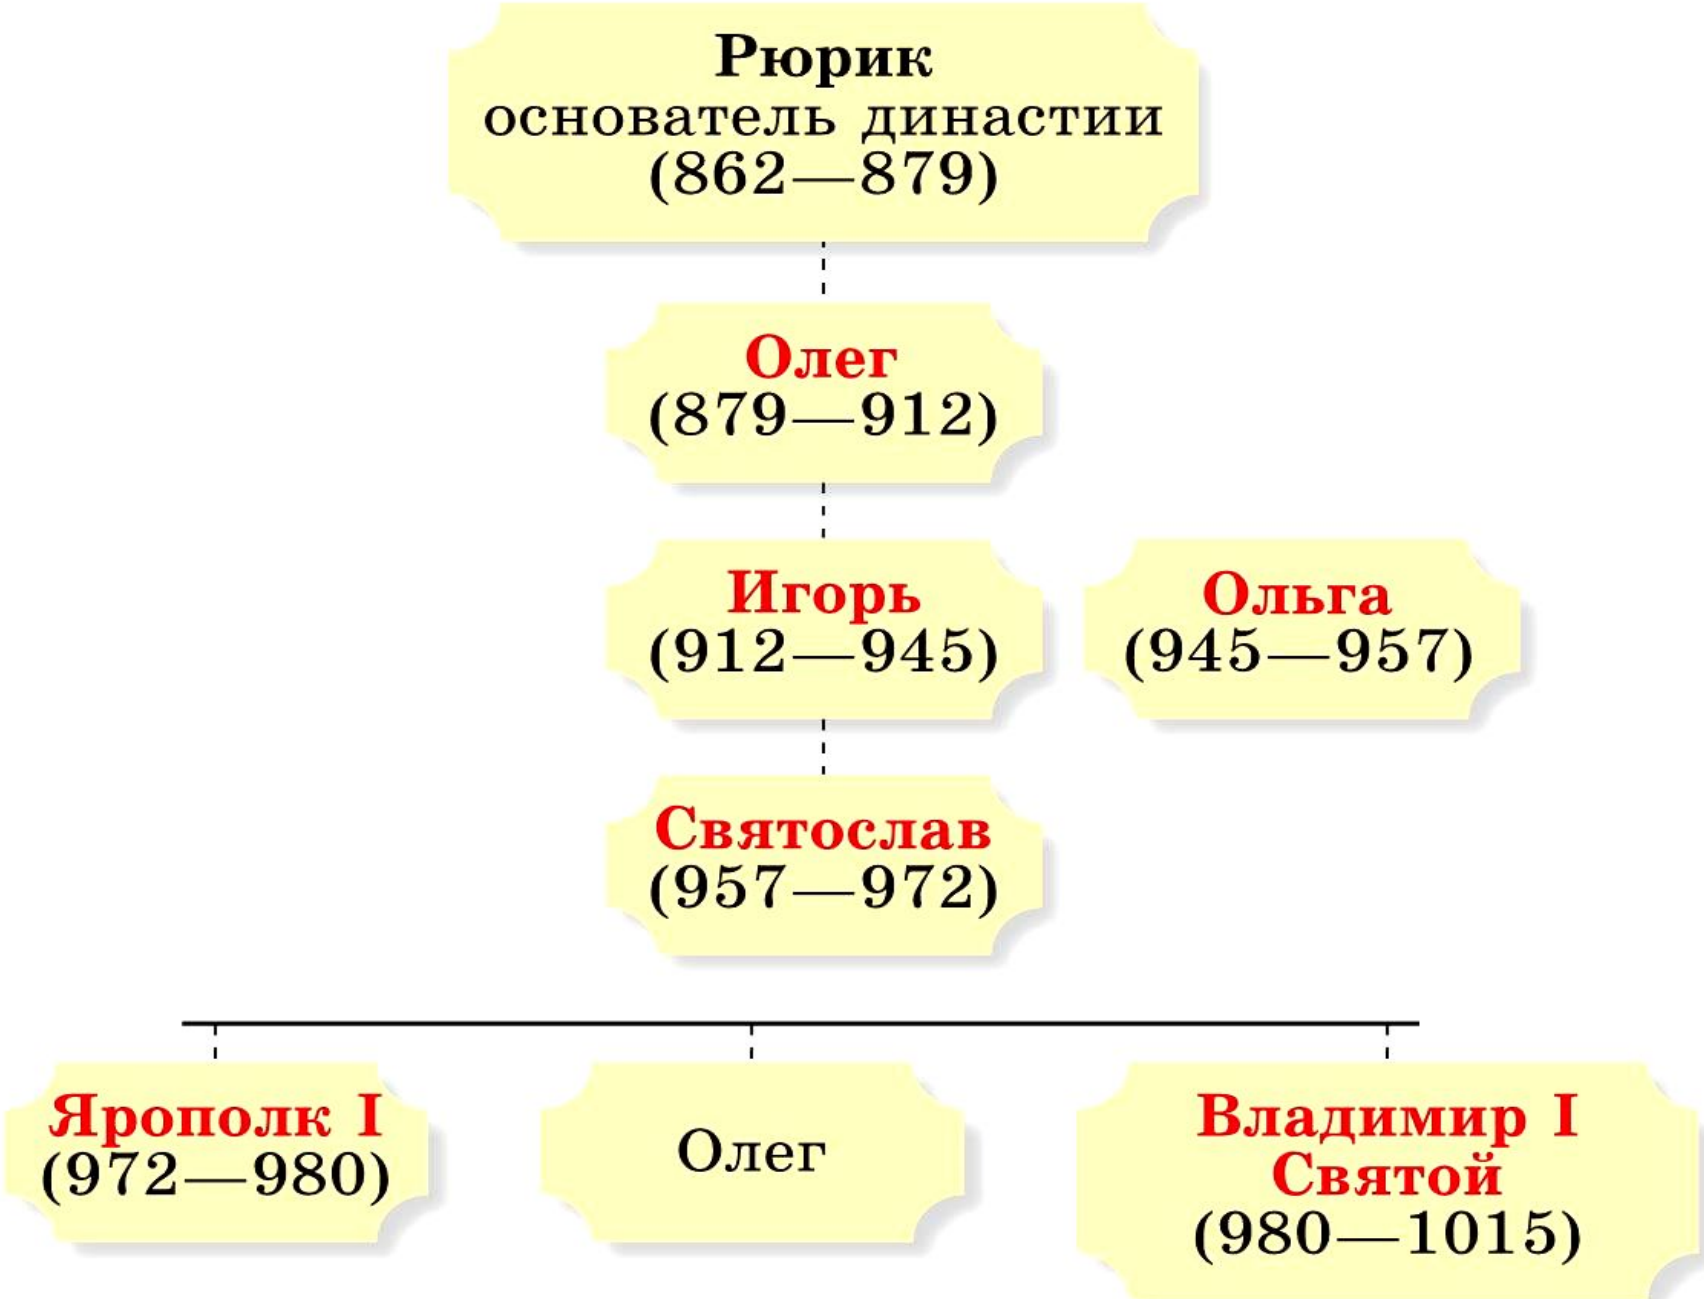 Рюрик
основатель династии
(862—879)
Олег
(879—912)
Игорь
(912—945)
Ольга
(945—957)
Святослав
(957—972)
Ярополк I
(972—980)
Олег
Владимир I
Святой
(980—1015)